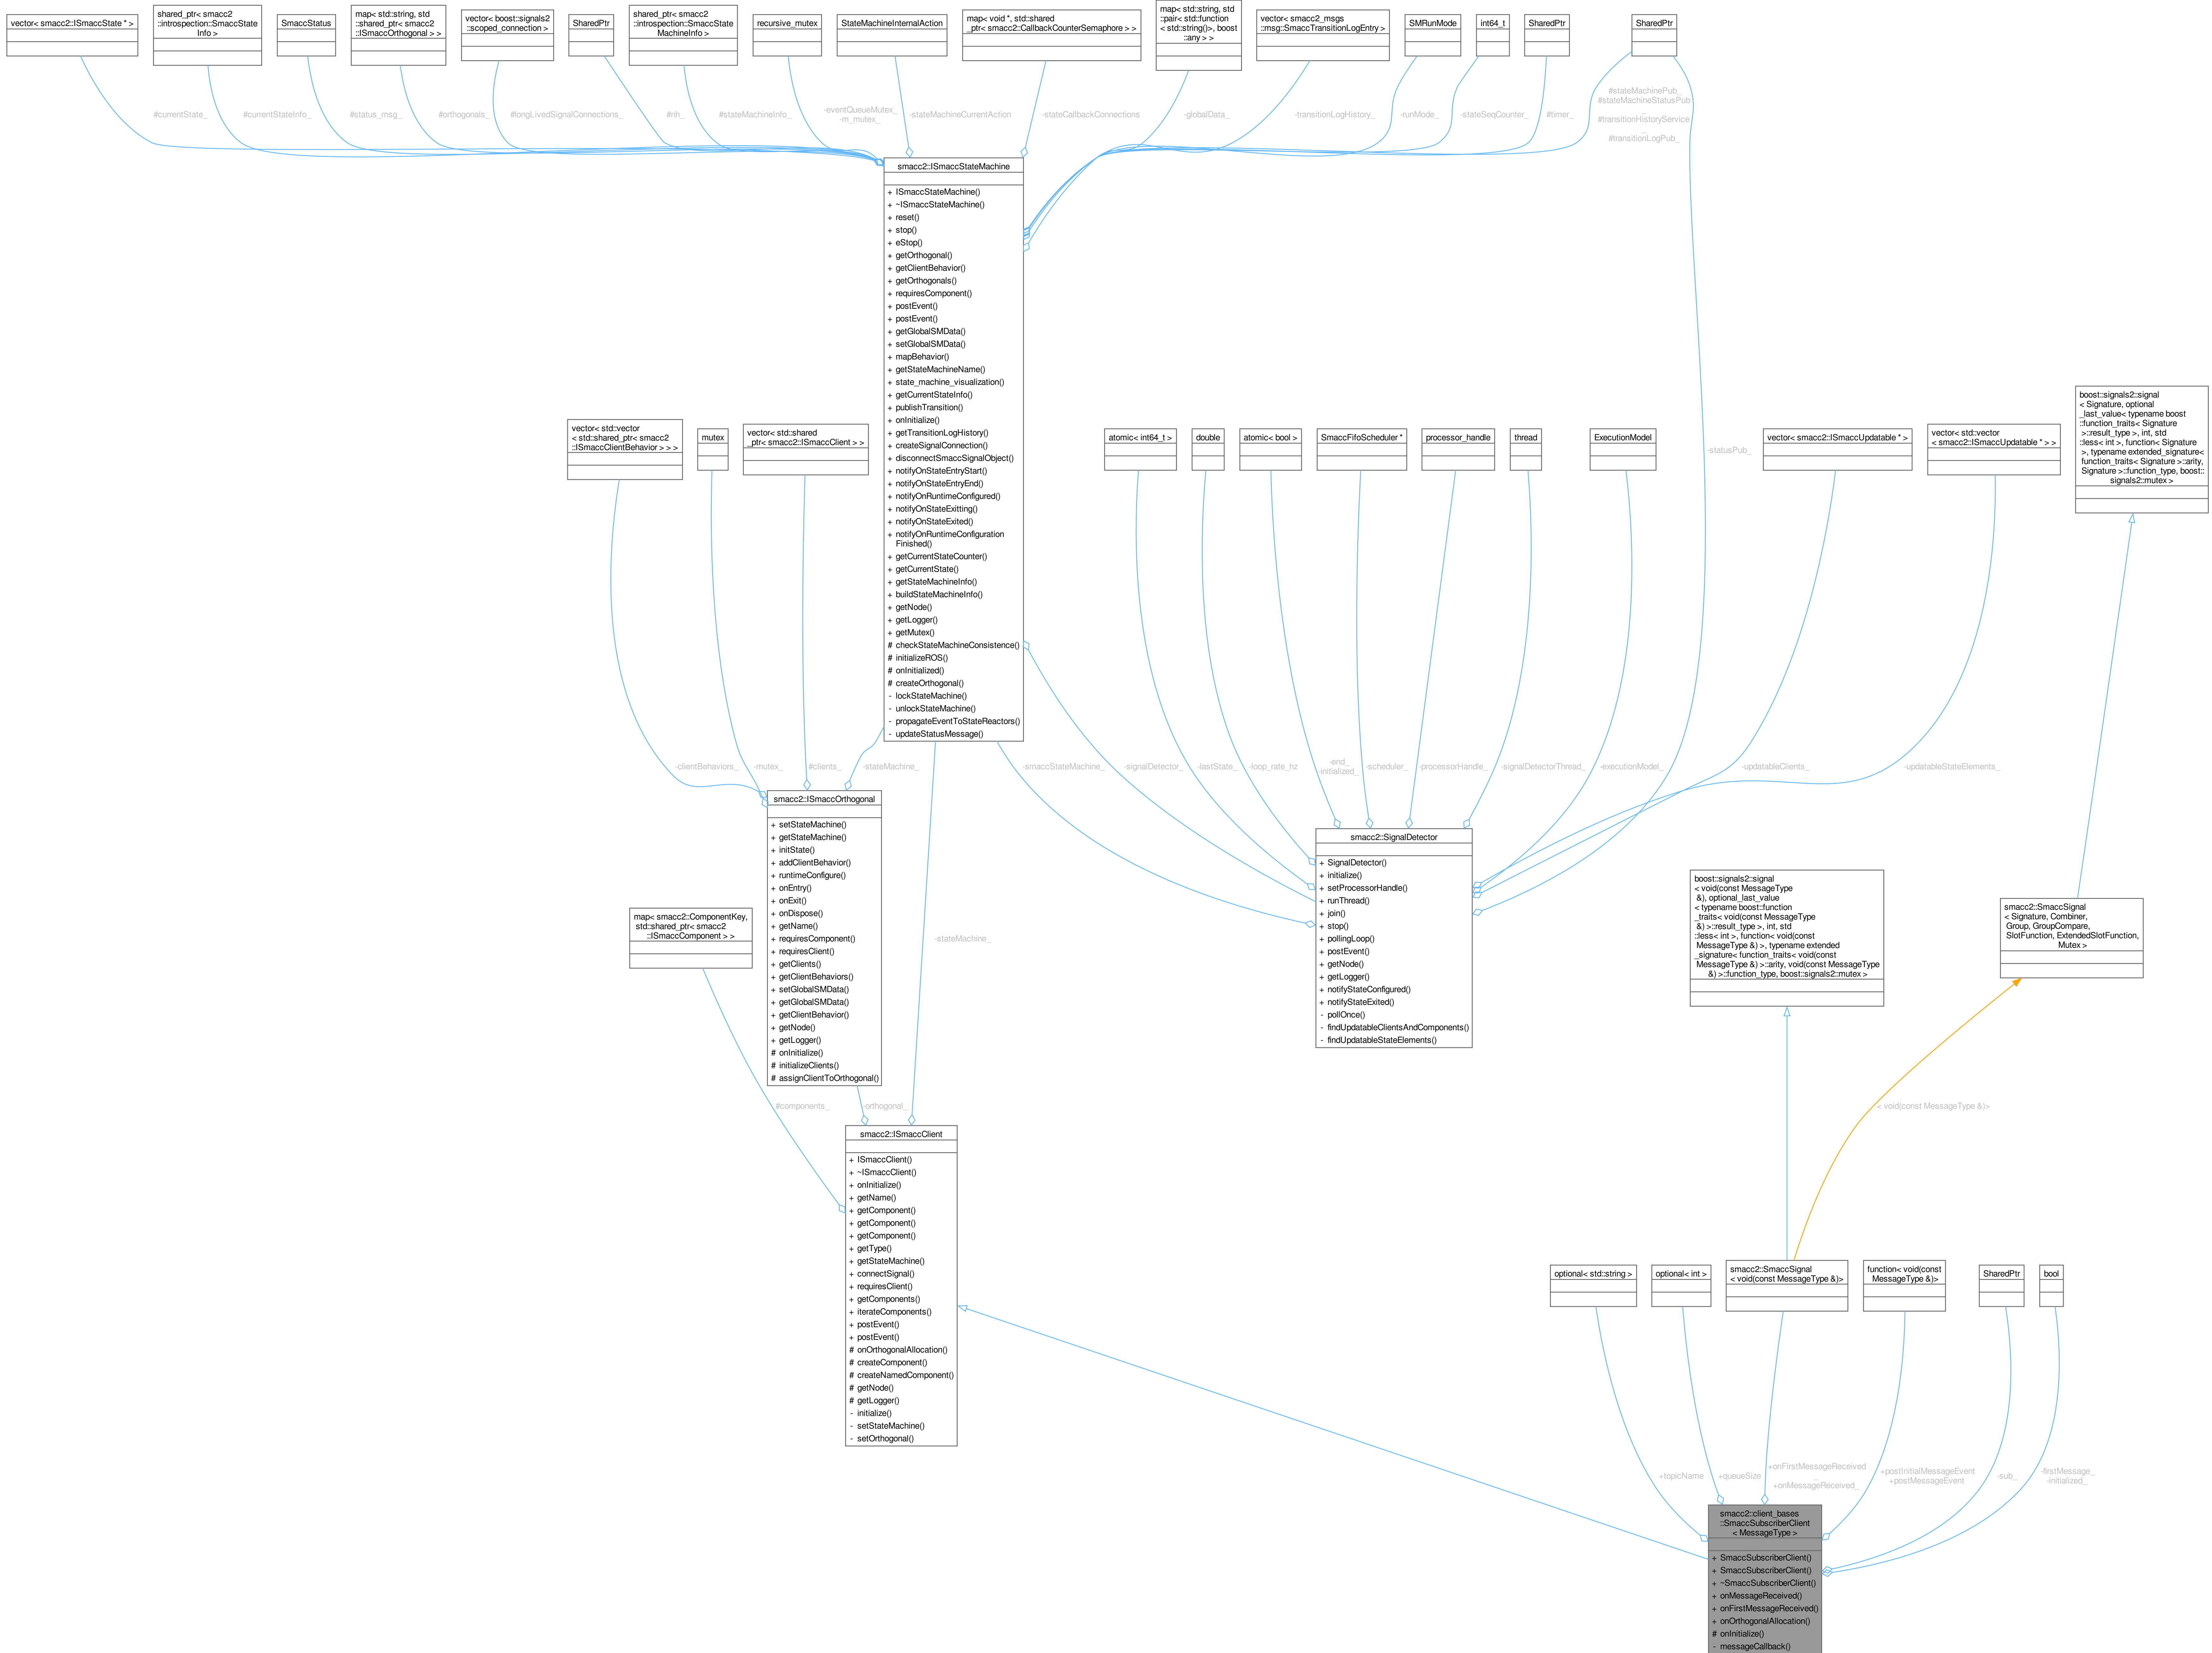 vector< smacc2::ISmaccState * >
shared_ptr< smacc2
::introspection::SmaccState
Info >
SmaccStatus
map< std::string, std
::shared_ptr< smacc2
::ISmaccOrthogonal > >
vector< boost::signals2
::scoped_connection >
SharedPtr
shared_ptr< smacc2
::introspection::SmaccState
MachineInfo >
recursive_mutex
StateMachineInternalAction
map< void *, std::shared
_ptr< smacc2::CallbackCounterSemaphore > >
map< std::string, std
::pair< std::function
< std::string()>, boost
::any > >
vector< smacc2_msgs
::msg::SmaccTransitionLogEntry >
SMRunMode
int64_t
SharedPtr
SharedPtr
#currentState_
#currentStateInfo_
#status_msg_
#orthogonals_
#longLivedSignalConnections_
#nh_
#stateMachineInfo_
-eventQueueMutex_
-m_mutex_
-stateMachineCurrentAction
-stateCallbackConnections
-globalData_
-transitionLogHistory_
-runMode_
-stateSeqCounter_
#timer_
#stateMachinePub_
#stateMachineStatusPub
_
#transitionHistoryService
_
#transitionLogPub_
smacc2::ISmaccStateMachine
+ ISmaccStateMachine()
+ ~ISmaccStateMachine()
+ reset()
+ stop()
+ eStop()
+ getOrthogonal()
+ getClientBehavior()
+ getOrthogonals()
+ requiresComponent()
+ postEvent()
+ postEvent()
+ getGlobalSMData()
+ setGlobalSMData()
+ mapBehavior()
+ getStateMachineName()
+ state_machine_visualization()
+ getCurrentStateInfo()
+ publishTransition()
+ onInitialize()
+ getTransitionLogHistory()
+ createSignalConnection()
+ disconnectSmaccSignalObject()
+ notifyOnStateEntryStart()
+ notifyOnStateEntryEnd()
+ notifyOnRuntimeConfigured()
+ notifyOnStateExitting()
+ notifyOnStateExited()
+ notifyOnRuntimeConfiguration
Finished()
+ getCurrentStateCounter()
+ getCurrentState()
+ getStateMachineInfo()
+ buildStateMachineInfo()
+ getNode()
+ getLogger()
+ getMutex()
# checkStateMachineConsistence()
# initializeROS()
# onInitialized()
# createOrthogonal()
- lockStateMachine()
- unlockStateMachine()
- propagateEventToStateReactors()
- updateStatusMessage()
vector< std::vector
< std::shared_ptr< smacc2
::ISmaccClientBehavior > > >
mutex
vector< std::shared
_ptr< smacc2::ISmaccClient > >
atomic< int64_t >
double
atomic< bool >
SmaccFifoScheduler *
processor_handle
thread
ExecutionModel
-statusPub_
vector< smacc2::ISmaccUpdatable * >
vector< std::vector
< smacc2::ISmaccUpdatable * > >
boost::signals2::signal
< Signature, optional
_last_value< typename boost
::function_traits< Signature
>::result_type >, int, std
::less< int >, function< Signature
>, typename extended_signature<
function_traits< Signature >::arity,
Signature >::function_type, boost::
signals2::mutex >
-clientBehaviors_
-mutex_
#clients_
-stateMachine_
-smaccStateMachine_
-signalDetector_
-lastState_
-loop_rate_hz
-end_
-initialized_
-scheduler_
-processorHandle_
-signalDetectorThread_
-executionModel_
-updatableClients_
-updatableStateElements_
smacc2::ISmaccOrthogonal
+ setStateMachine()
+ getStateMachine()
+ initState()
+ addClientBehavior()
+ runtimeConfigure()
+ onEntry()
+ onExit()
+ onDispose()
+ getName()
+ requiresComponent()
+ requiresClient()
+ getClients()
+ getClientBehaviors()
+ setGlobalSMData()
+ getGlobalSMData()
+ getClientBehavior()
+ getNode()
+ getLogger()
# onInitialize()
# initializeClients()
# assignClientToOrthogonal()
smacc2::SignalDetector
+ SignalDetector()
+ initialize()
+ setProcessorHandle()
+ runThread()
+ join()
+ stop()
+ pollingLoop()
+ postEvent()
+ getNode()
+ getLogger()
+ notifyStateConfigured()
+ notifyStateExited()
- pollOnce()
- findUpdatableClientsAndComponents()
- findUpdatableStateElements()
boost::signals2::signal
< void(const MessageType
&), optional_last_value
< typename boost::function
_traits< void(const MessageType
&) >::result_type >, int, std
::less< int >, function< void(const
MessageType &) >, typename extended
_signature< function_traits< void(const
MessageType &) >::arity, void(const MessageType
&) >::function_type, boost::signals2::mutex >
smacc2::SmaccSignal
< Signature, Combiner,
Group, GroupCompare,
SlotFunction, ExtendedSlotFunction,
Mutex >
map< smacc2::ComponentKey,
std::shared_ptr< smacc2
::ISmaccComponent > >
-stateMachine_
#components_
-orthogonal_
< void(const MessageType &)>
smacc2::ISmaccClient
+ ISmaccClient()
+ ~ISmaccClient()
+ onInitialize()
+ getName()
+ getComponent()
+ getComponent()
+ getComponent()
+ getType()
+ getStateMachine()
+ connectSignal()
+ requiresClient()
+ getComponents()
+ iterateComponents()
+ postEvent()
+ postEvent()
# onOrthogonalAllocation()
# createComponent()
# createNamedComponent()
# getNode()
# getLogger()
- initialize()
- setStateMachine()
- setOrthogonal()
optional< std::string >
optional< int >
smacc2::SmaccSignal
< void(const MessageType &)>
function< void(const
MessageType &)>
SharedPtr
bool
+topicName
+queueSize
+onFirstMessageReceived
_
+onMessageReceived_
+postInitialMessageEvent
+postMessageEvent
-sub_
-firstMessage_
-initialized_
smacc2::client_bases
::SmaccSubscriberClient
< MessageType >
+ SmaccSubscriberClient()
+ SmaccSubscriberClient()
+ ~SmaccSubscriberClient()
+ onMessageReceived()
+ onFirstMessageReceived()
+ onOrthogonalAllocation()
# onInitialize()
- messageCallback()